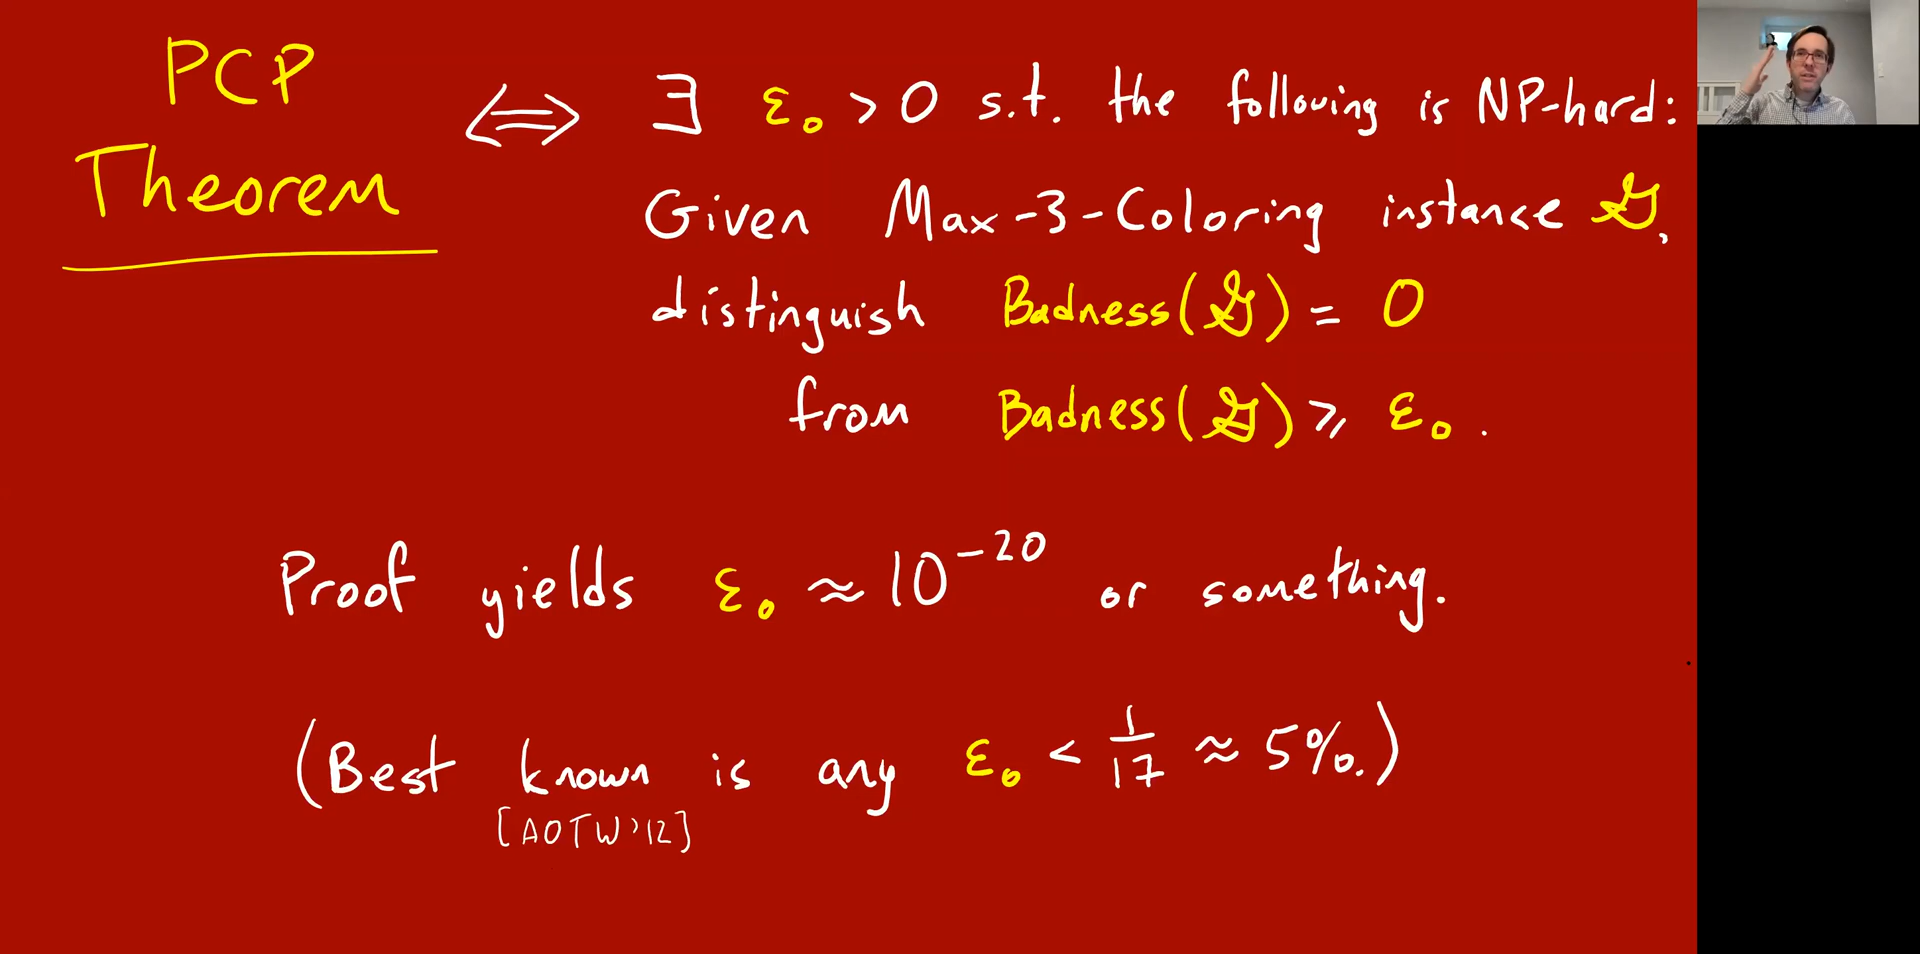 PCP
Theorem
⟺ ∃ ε₀ > 0 s.t. the following is NP-hard:
Given Max-3-Coloring instance 𝒢,
distinguish Badness(𝒢) = 0
from Badness(𝒢) ⩾ ε₀.
Proof yields ε₀ ≈ 10⁻²⁰ or something.
(Best known is any ε₀ < 1/17 ≈ 5%.)
[AOTW'12]